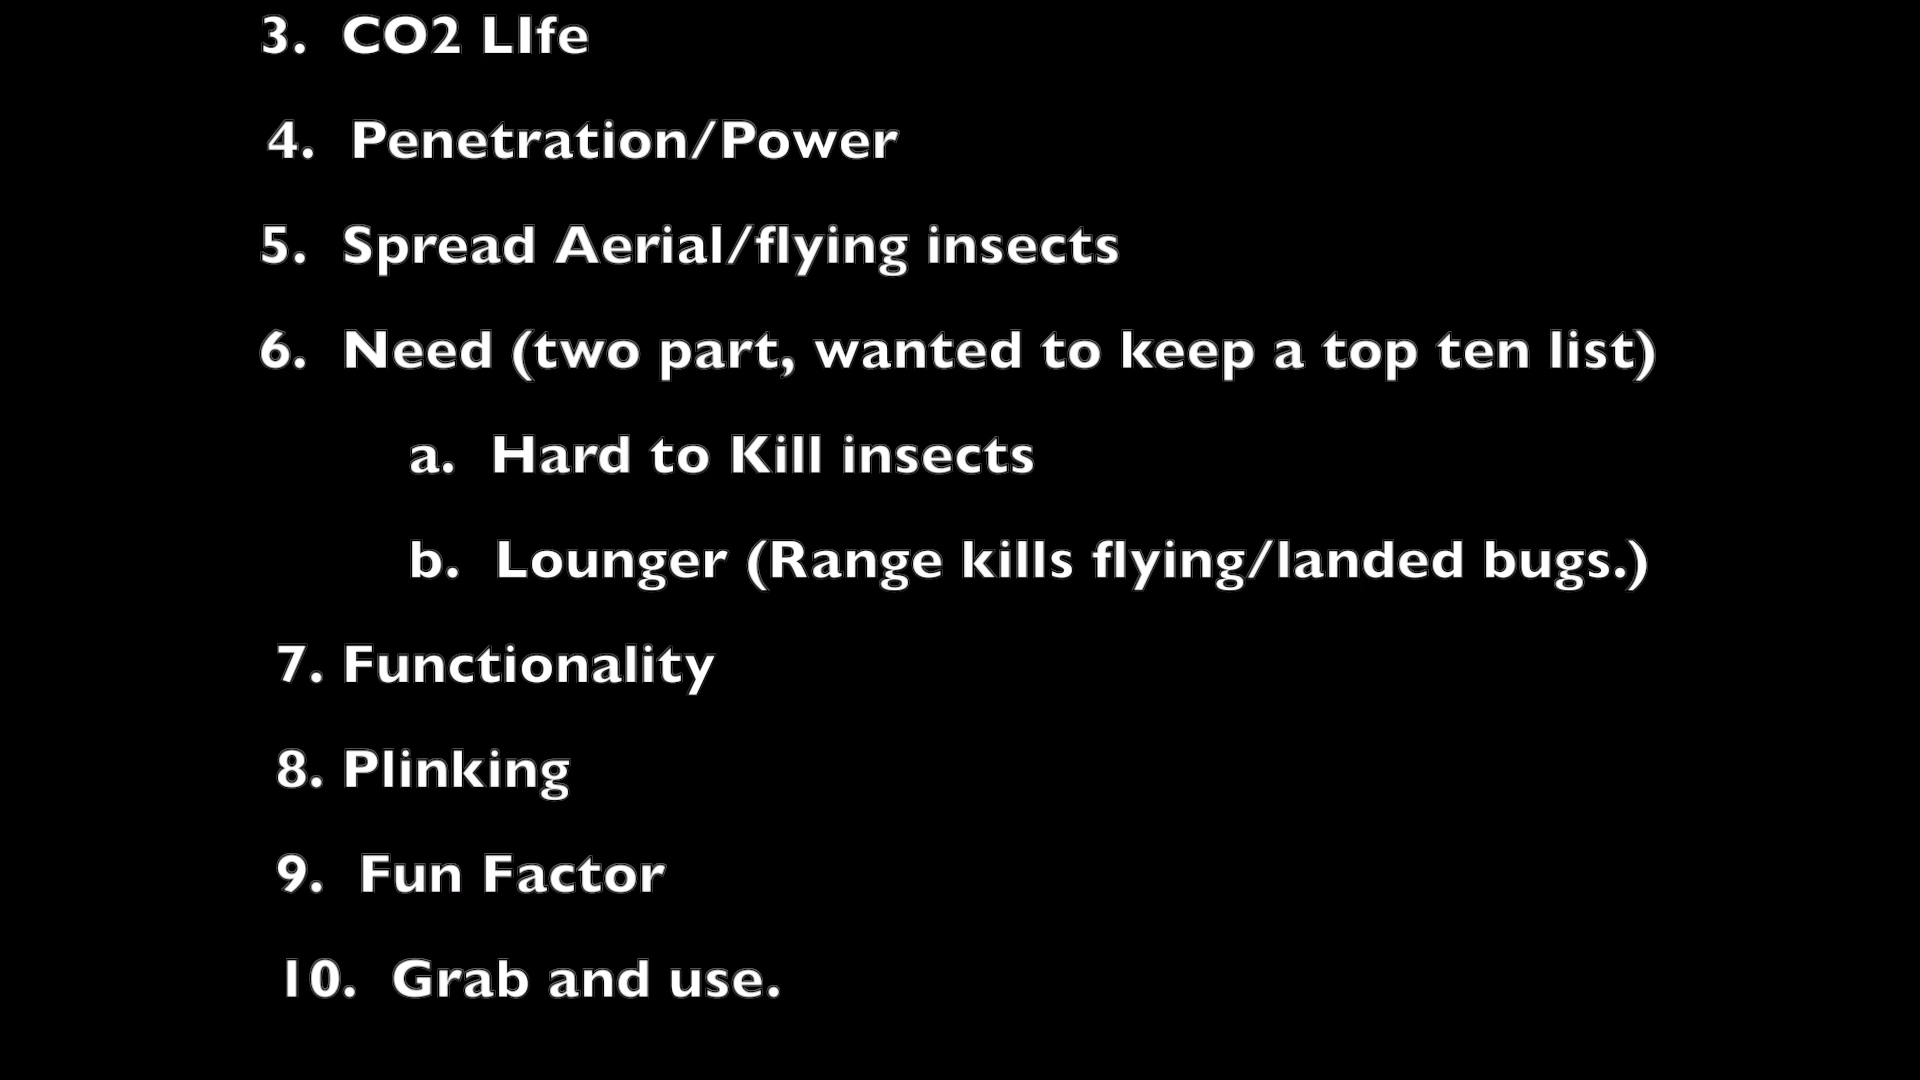 3. CO2 LIfe
4. Penetration/Power
5. Spread Aerial/flying insects
6. Need (two part, wanted to keep a top ten list)
a. Hard to Kill insects
b. Lounger (Range kills flying/landed bugs.)
7. Functionality
8. Plinking
9. Fun Factor
10. Grab and use.